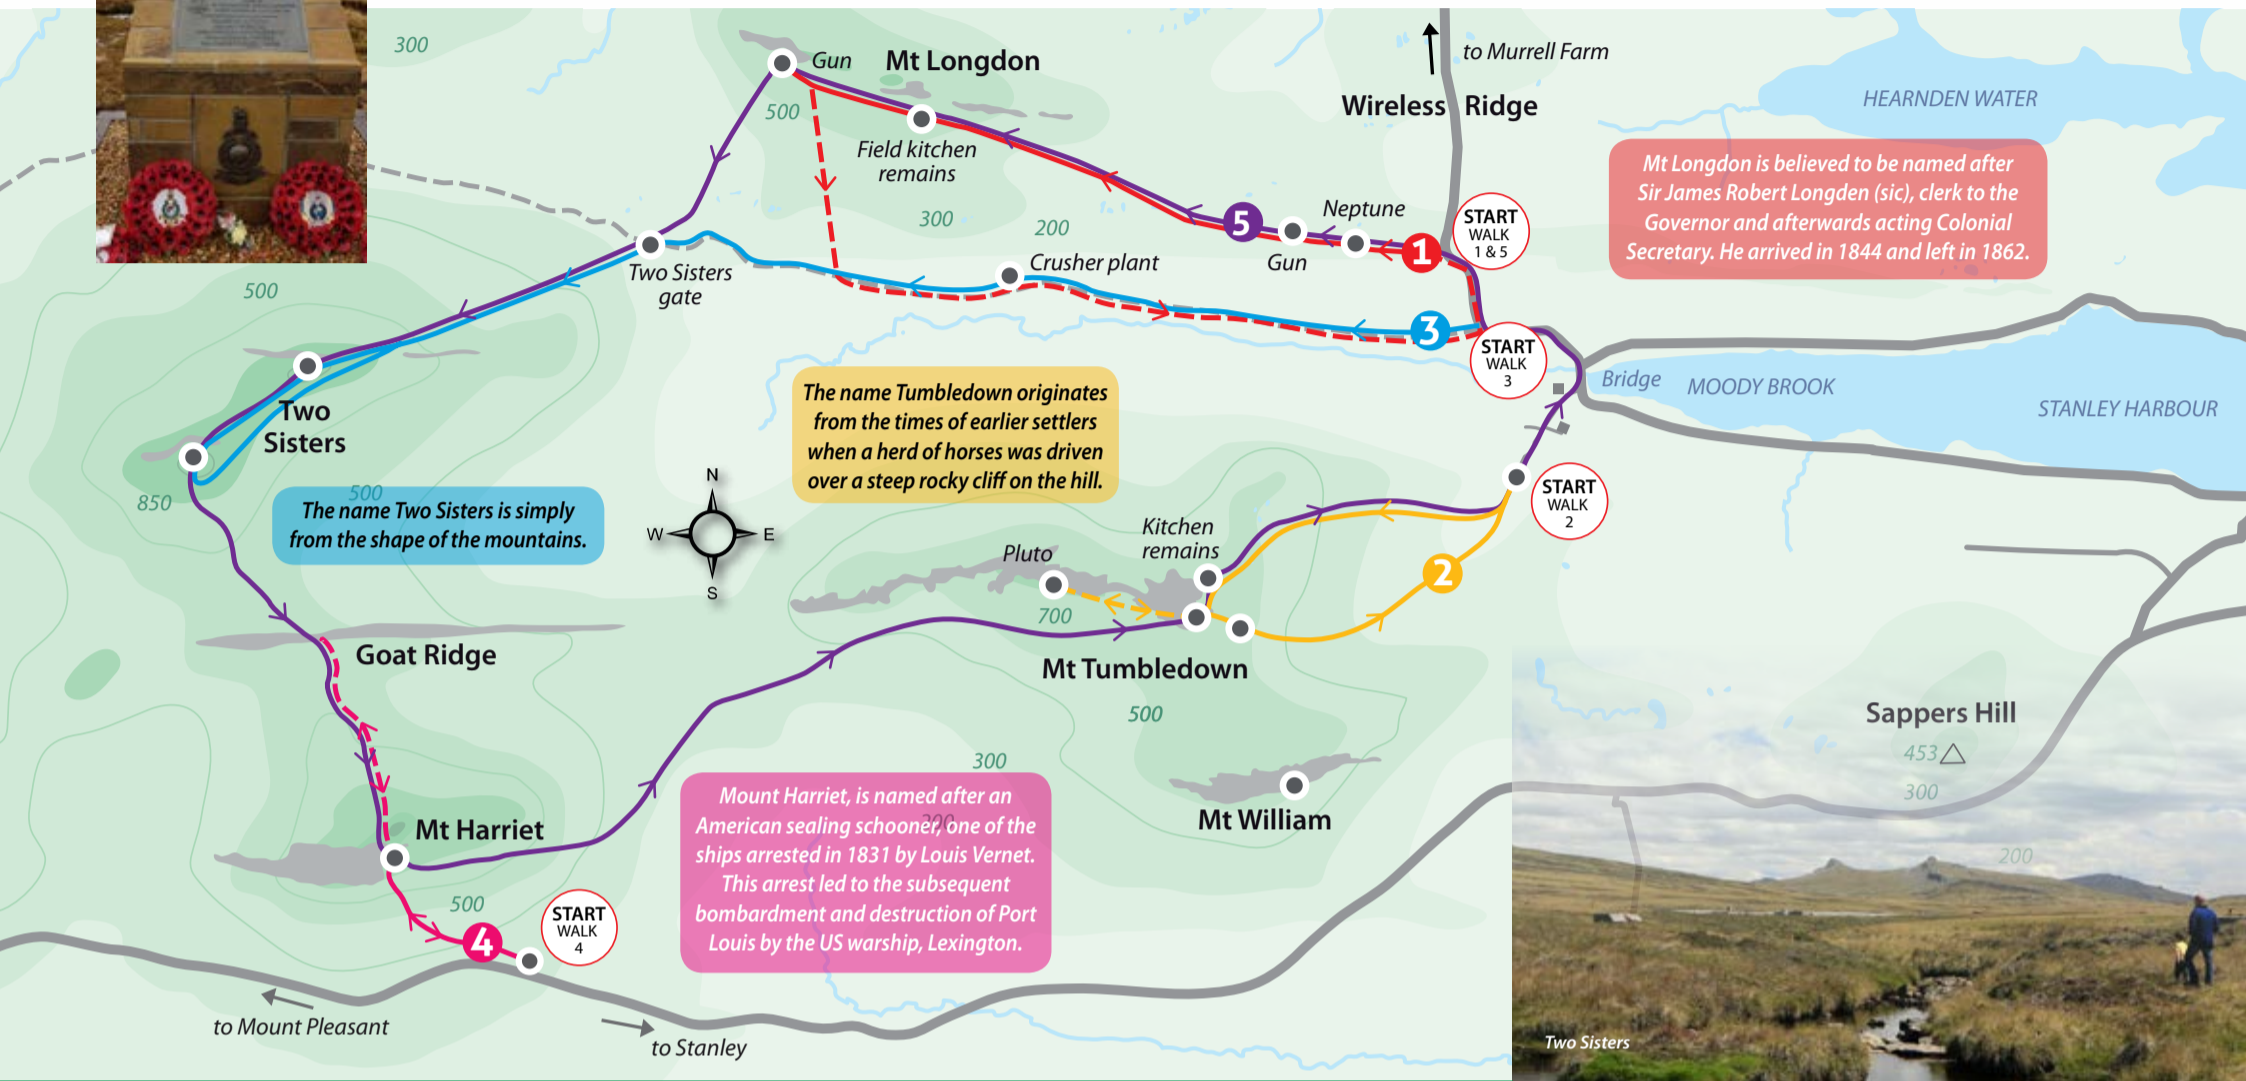 300
Gun
Mt Longdon
to Murrell Farm
Wireless Ridge
HEARNDEN WATER
500
Field kitchen
remains
Mt Longdon is believed to be named after
Sir James Robert Longden (sic), clerk to the
Governor and afterwards acting Colonial
Secretary. He arrived in 1844 and left in 1862.
300
200
5
Neptune
Gun
1
START
WALK
1 & 5
Two Sisters
gate
Crusher plant
500
3
START
WALK
3
Bridge
MOODY BROOK
STANLEY HARBOUR
The name Tumbledown originates
from the times of earlier settlers
when a herd of horses was driven
over a steep rocky cliff on the hill.
Two
Sisters
850
500
The name Two Sisters is simply
from the shape of the mountains.
N
W
E
S
START
WALK
2
Kitchen
remains
Pluto
2
700
Goat Ridge
Mt Tumbledown
500
Sappers Hill
453
300
200
300
Mt William
Mount Harriet, is named after an
American sealing schooner, one of the
ships arrested in 1831 by Louis Vernet.
This arrest led to the subsequent
bombardment and destruction of Port
Louis by the US warship, Lexington.
200
Mt Harriet
500
4
START
WALK
4
to Mount Pleasant
to Stanley
Two Sisters